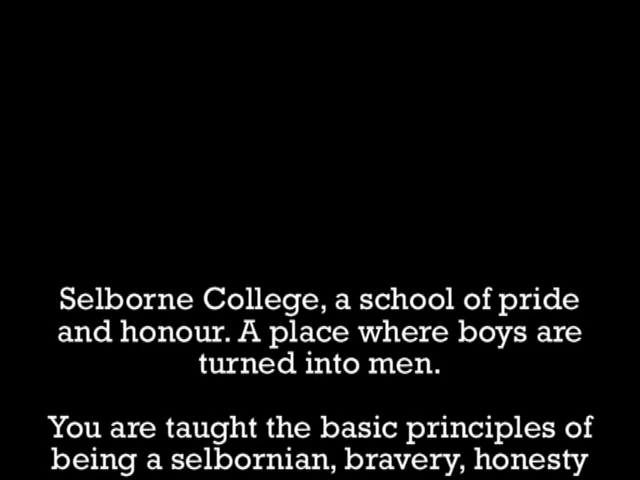 Selborne College, a school of pride
and honour. A place where boys are
turned into men.
You are taught the basic principles of
being a selbornian, bravery, honesty